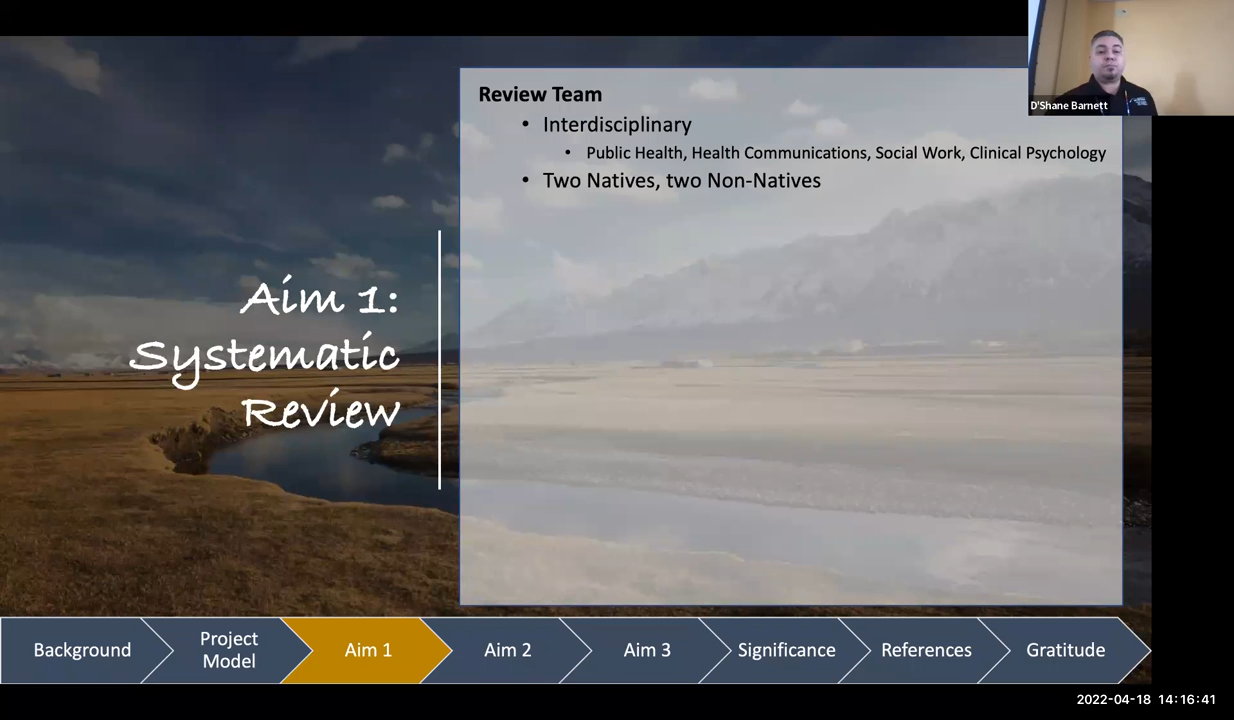 Review Team
• Interdisciplinary
• Public Health, Health Communications, Social Work, Clinical Psychology
• Two Natives, two Non-Natives
D'Shane Barnett
Aim 1:
Systematic
Review
Background
Project
Model
Aim 1
Aim 2
Aim 3
Significance
References
Gratitude
2022-04-18 14:16:41